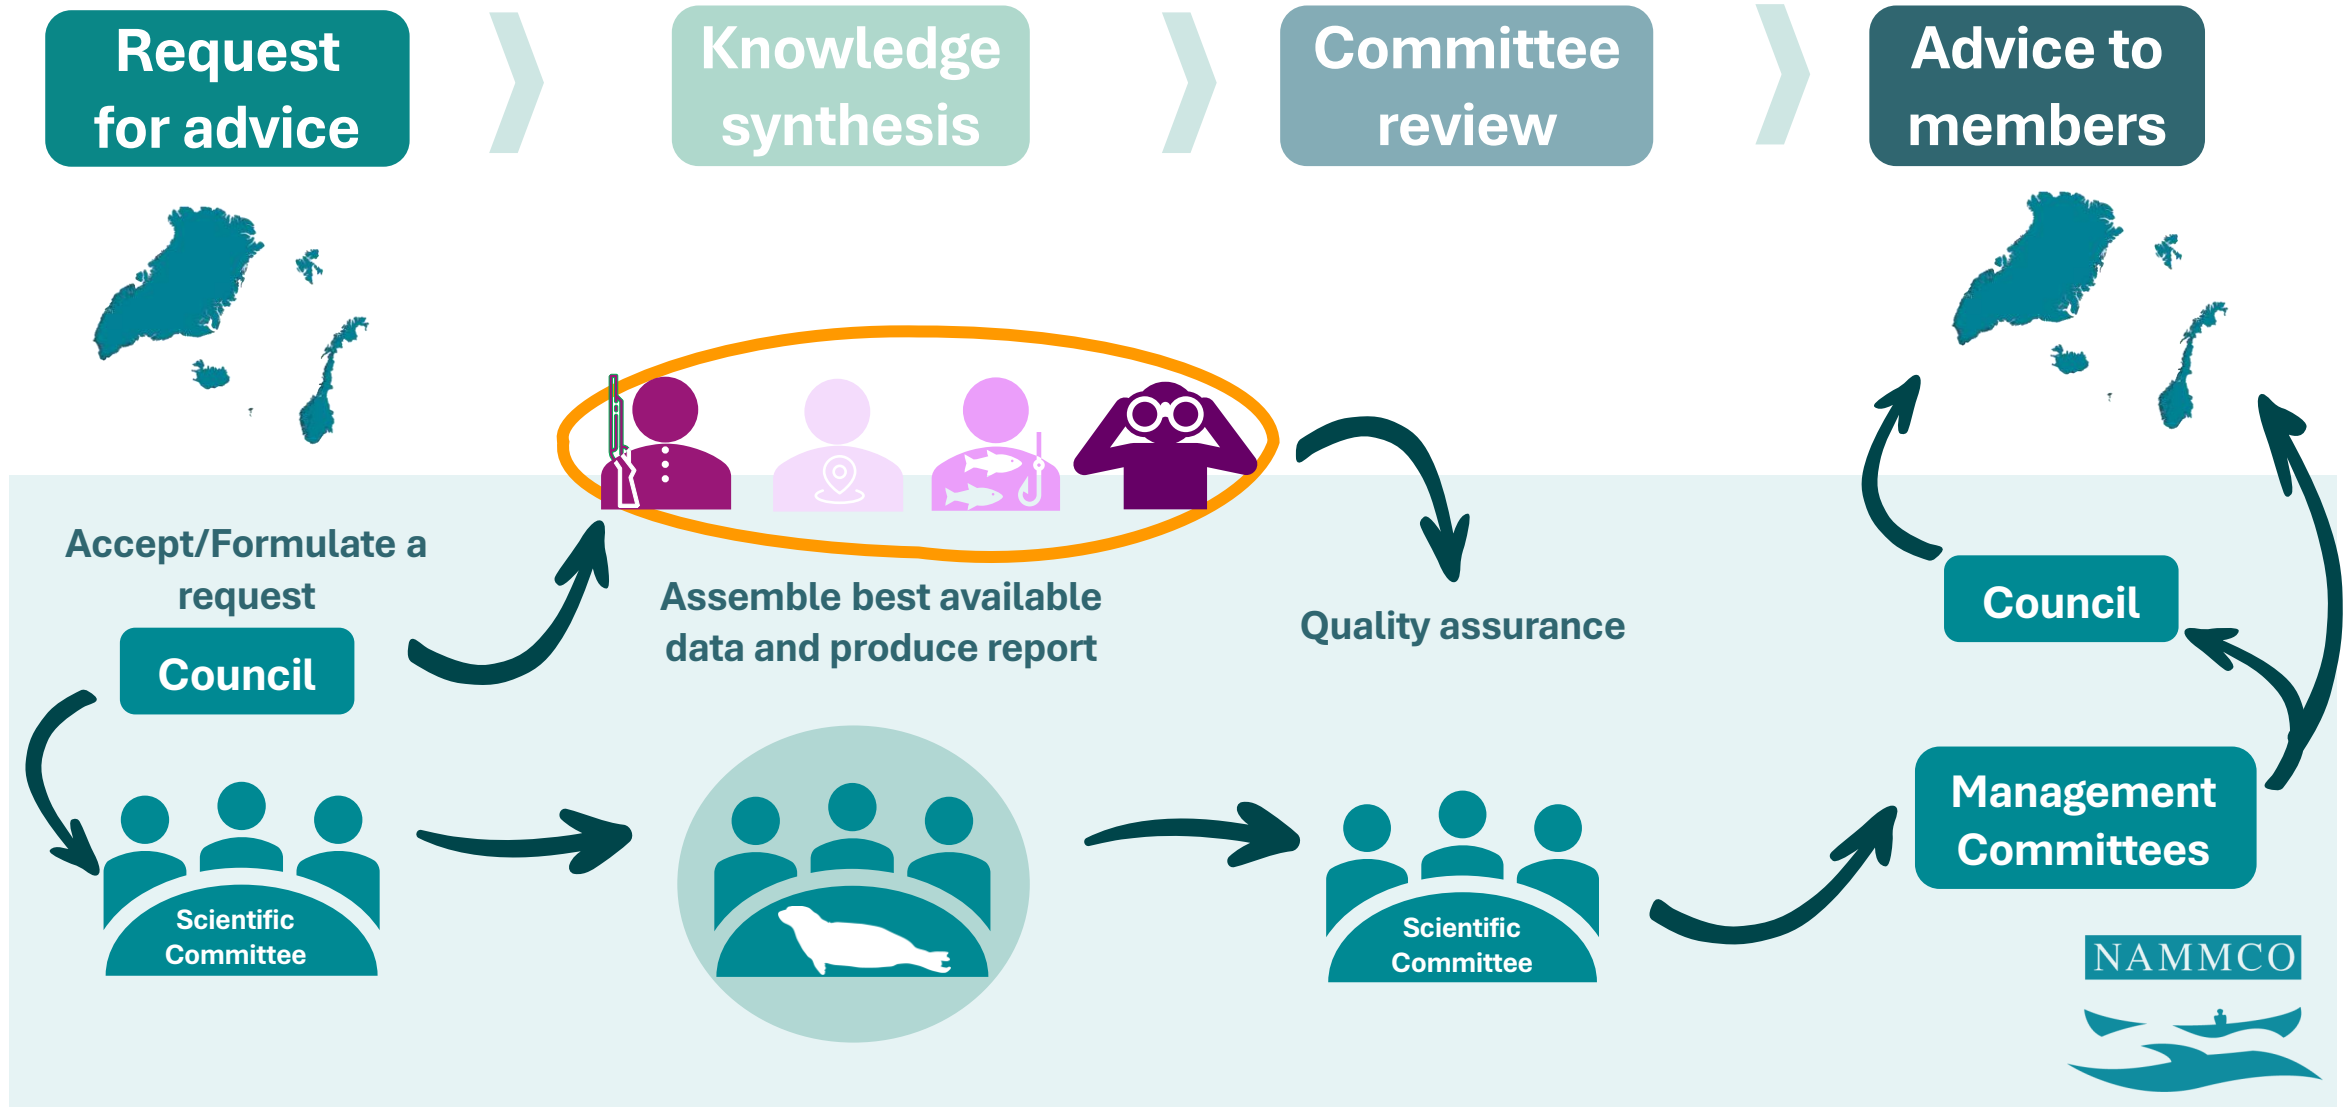 Request
for advice
Knowledge
synthesis
Committee
review
Advice to
members
Accept/Formulate a
request
Council
Scientific
Committee
Assemble best available
data and produce report
Quality assurance
Scientific
Committee
Council
Management
Committees
NAMMCO